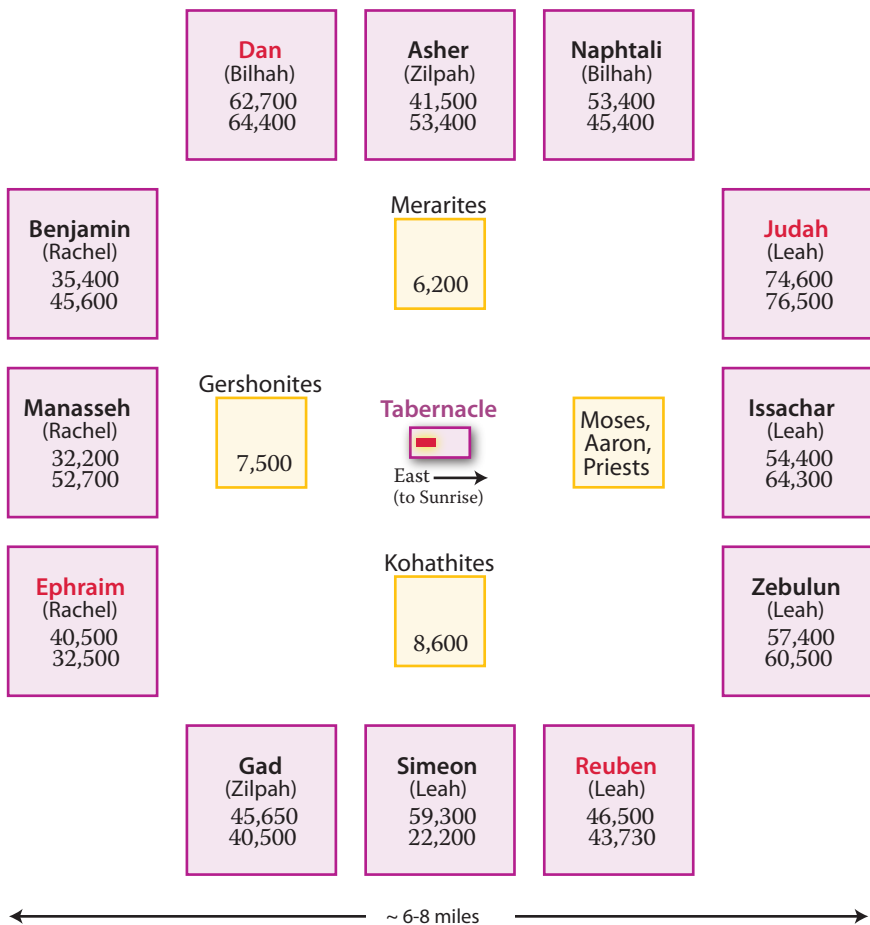 Dan
(Bilhah)
62,700
64,400
Asher
(Zilpah)
41,500
53,400
Naphtali
(Bilhah)
53,400
45,400
Benjamin
(Rachel)
35,400
45,600
Merarites
6,200
Judah
(Leah)
74,600
76,500
Manasseh
(Rachel)
32,200
52,700
Gershonites
7,500
Tabernacle
East
(to Sunrise)
Moses,
Aaron,
Priests
Issachar
(Leah)
54,400
64,300
Ephraim
(Rachel)
40,500
32,500
Kohathites
8,600
Zebulun
(Leah)
57,400
60,500
Gad
(Zilpah)
45,650
40,500
Simeon
(Leah)
59,300
22,200
Reuben
(Leah)
46,500
43,730
~ 6-8 miles